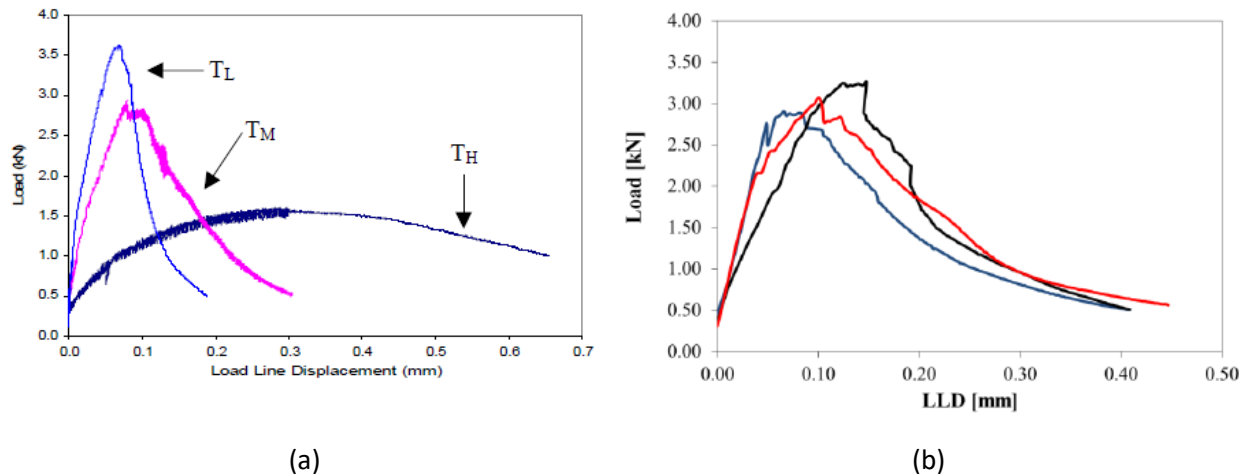 4.0
3.5
3.0
2.5
2.0
1.5
1.0
0.5
0.0
Load (kN)
T_L
T_M
T_H
0.0 0.1 0.2 0.3 0.4 0.5 0.6 0.7
Load Line Displacement (mm)
(a)
4.00
3.50
3.00
2.50
2.00
1.50
1.00
0.50
0.00
Load [kN]
0.00 0.10 0.20 0.30 0.40 0.50
LLD [mm]
(b)